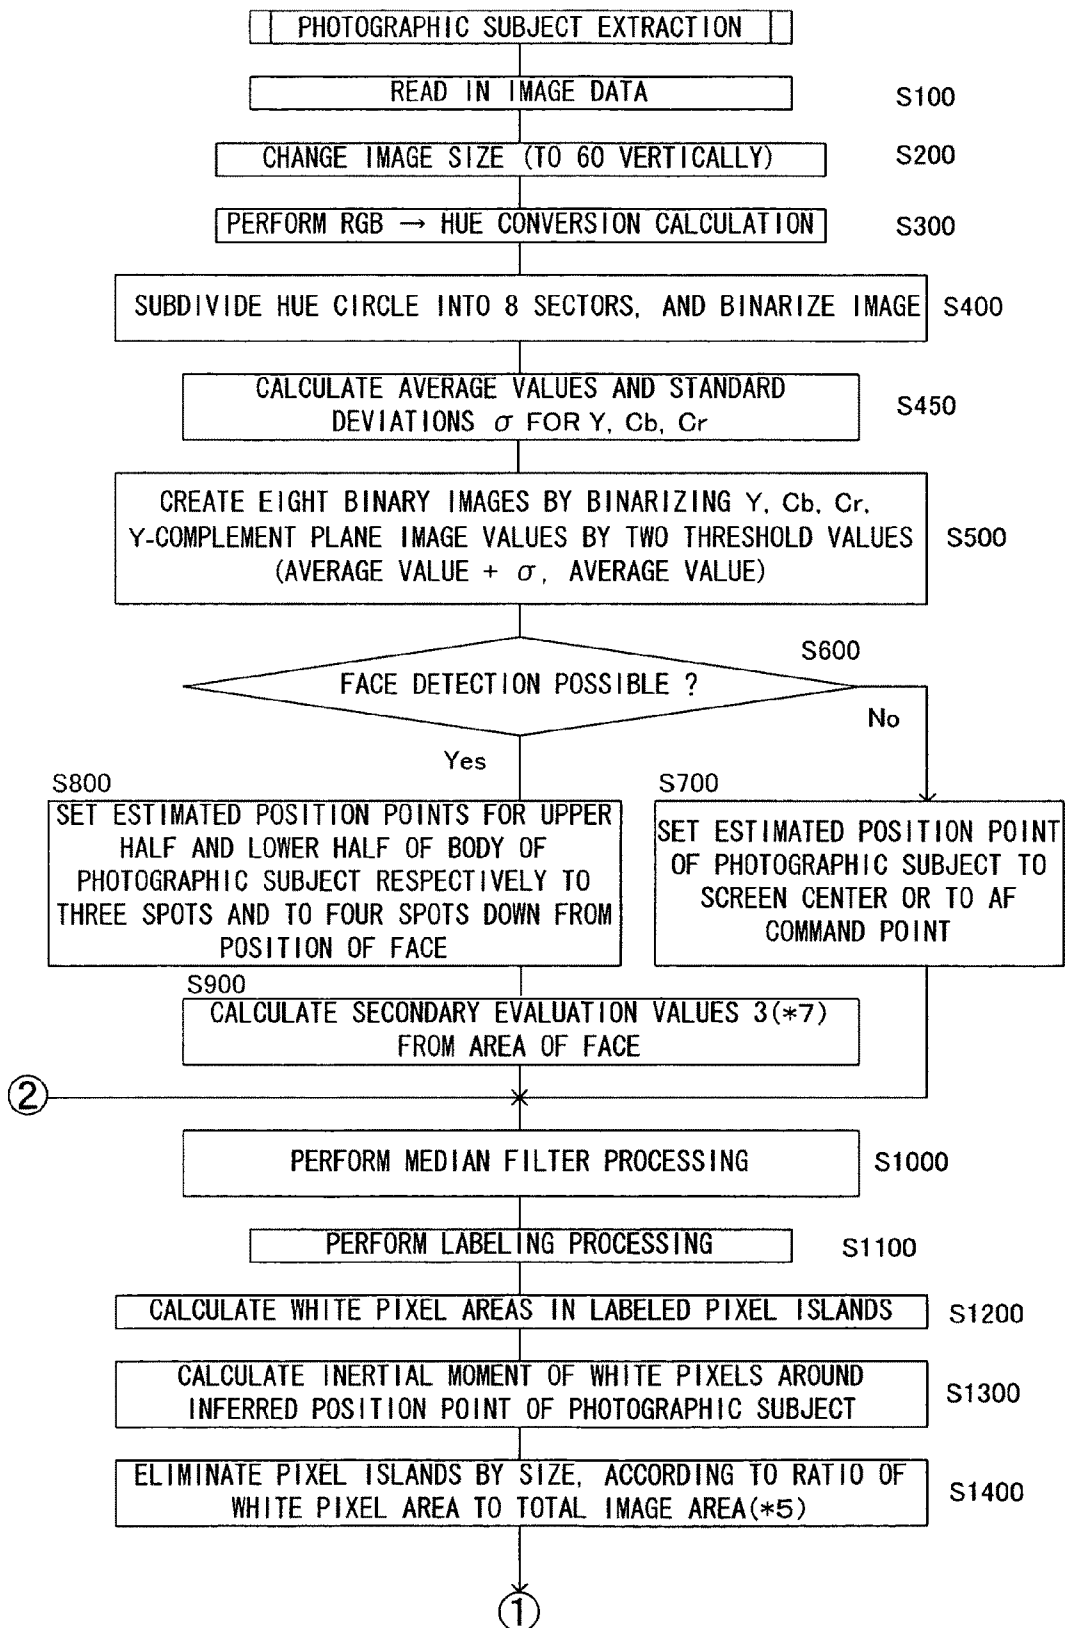 PHOTOGRAPHIC SUBJECT EXTRACTION
READ IN IMAGE DATA
S100
CHANGE IMAGE SIZE (TO 60 VERTICALLY)
S200
PERFORM RGB → HUE CONVERSION CALCULATION
S300
SUBDIVIDE HUE CIRCLE INTO 8 SECTORS, AND BINARIZE IMAGE
S400
CALCULATE AVERAGE VALUES AND STANDARD
DEVIATIONS σ FOR Y, Cb, Cr
S450
CREATE EIGHT BINARY IMAGES BY BINARIZING Y, Cb, Cr,
Y-COMPLEMENT PLANE IMAGE VALUES BY TWO THRESHOLD VALUES
(AVERAGE VALUE + σ, AVERAGE VALUE)
S500
S600
FACE DETECTION POSSIBLE ?
No
Yes
S800
SET ESTIMATED POSITION POINTS FOR UPPER
HALF AND LOWER HALF OF BODY OF
PHOTOGRAPHIC SUBJECT RESPECTIVELY TO
THREE SPOTS AND TO FOUR SPOTS DOWN FROM
POSITION OF FACE
S700
SET ESTIMATED POSITION POINT
OF PHOTOGRAPHIC SUBJECT TO
SCREEN CENTER OR TO AF
COMMAND POINT
S900
CALCULATE SECONDARY EVALUATION VALUES 3(*7)
FROM AREA OF FACE
②
PERFORM MEDIAN FILTER PROCESSING
S1000
PERFORM LABELING PROCESSING
S1100
CALCULATE WHITE PIXEL AREAS IN LABELED PIXEL ISLANDS
S1200
CALCULATE INERTIAL MOMENT OF WHITE PIXELS AROUND
INFERRED POSITION POINT OF PHOTOGRAPHIC SUBJECT
S1300
ELIMINATE PIXEL ISLANDS BY SIZE, ACCORDING TO RATIO OF
WHITE PIXEL AREA TO TOTAL IMAGE AREA(*5)
S1400
①